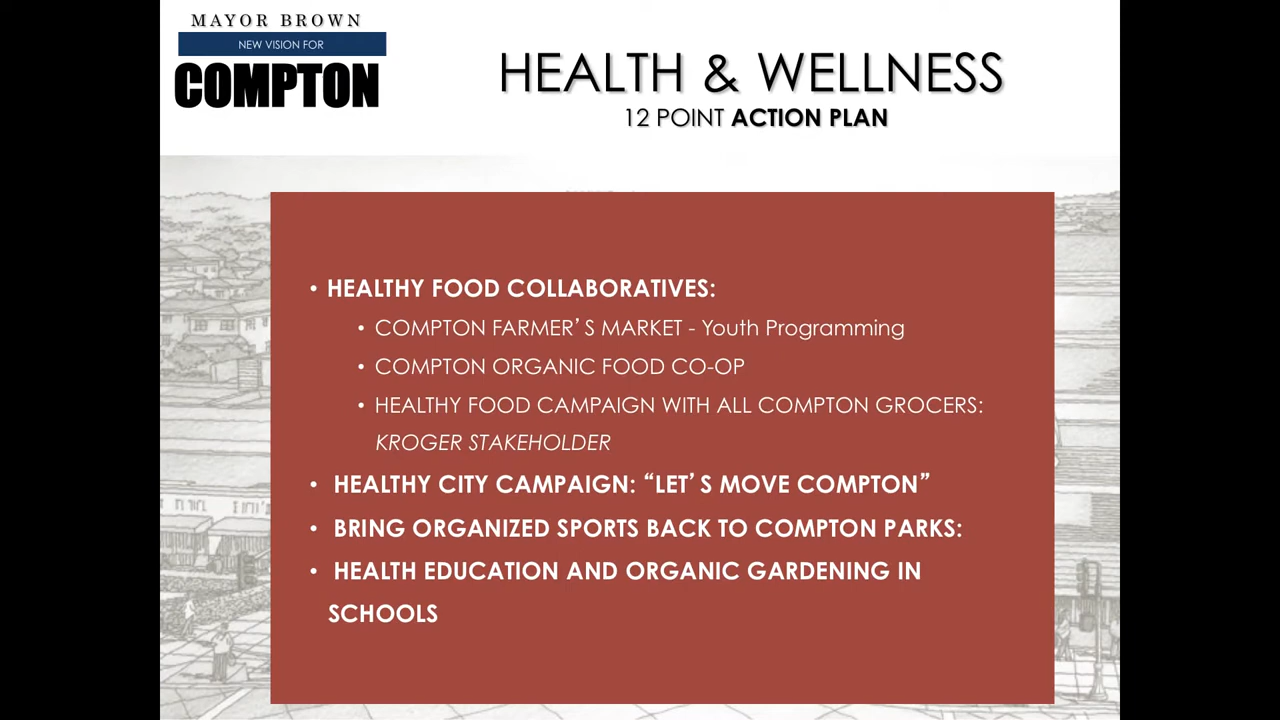 MAYOR BROWN
NEW VISION FOR
COMPTON
HEALTH & WELLNESS
12 POINT ACTION PLAN
• HEALTHY FOOD COLLABORATIVES:
• COMPTON FARMER’S MARKET - Youth Programming
• COMPTON ORGANIC FOOD CO-OP
• HEALTHY FOOD CAMPAIGN WITH ALL COMPTON GROCERS:
KROGER STAKEHOLDER
• HEALTHY CITY CAMPAIGN: “LET’S MOVE COMPTON”
• BRING ORGANIZED SPORTS BACK TO COMPTON PARKS:
• HEALTH EDUCATION AND ORGANIC GARDENING IN
SCHOOLS